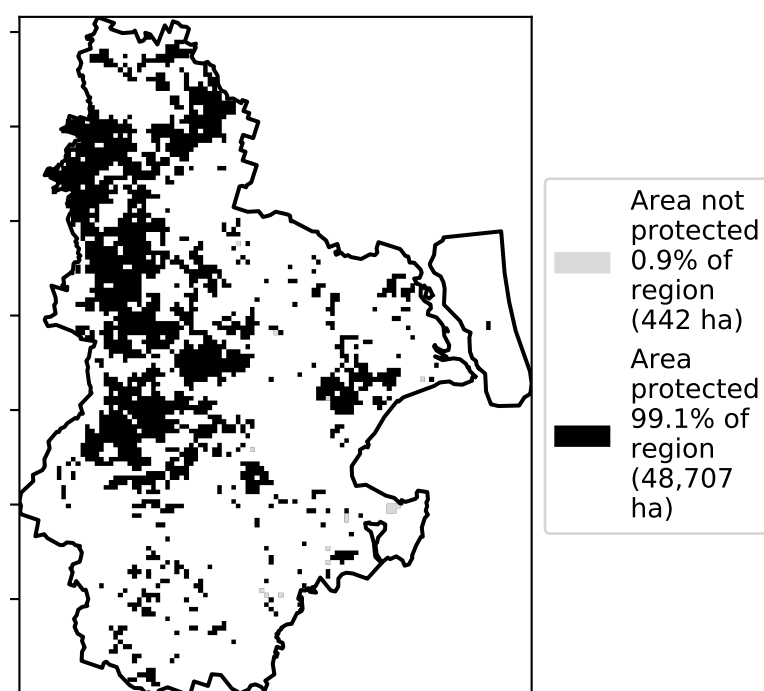 Area not
protected
0.9% of
region
(442 ha)
Area
protected
99.1% of
region
(48,707
ha)